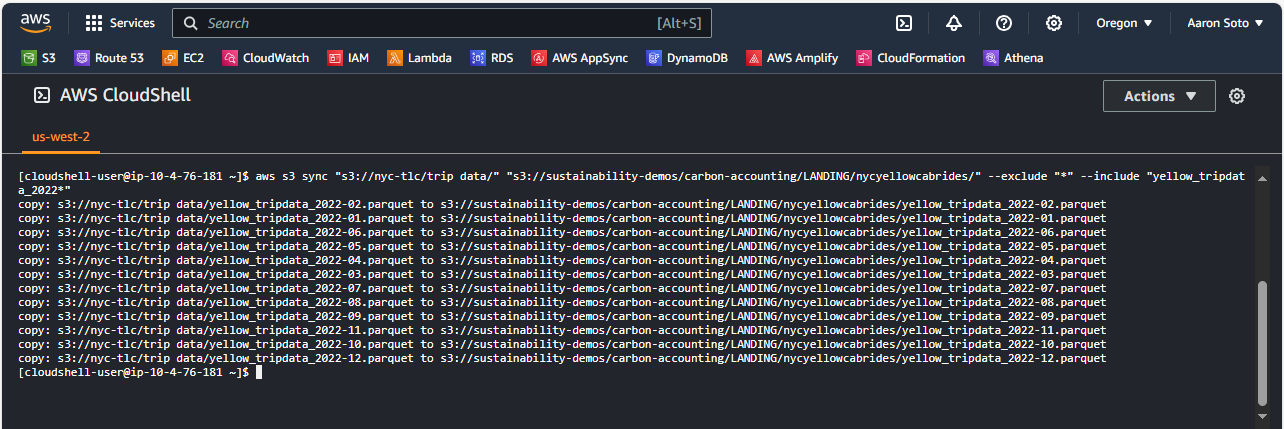 aws
Services
Search
[Alt+S]
Oregon
Aaron Soto
S3
Route 53
EC2
CloudWatch
IAM
Lambda
RDS
AWS AppSync
DynamoDB
AWS Amplify
CloudFormation
Athena
AWS CloudShell
Actions
us-west-2
[cloudshell-user@ip-10-4-76-181 ~]$ aws s3 sync "s3://nyc-tlc/trip data/" "s3://sustainability-demos/carbon-accounting/LANDING/nycyellowcabrides/" --exclude "*" --include "yellow_tripdat
a_2022*"
copy: s3://nyc-tlc/trip data/yellow_tripdata_2022-02.parquet to s3://sustainability-demos/carbon-accounting/LANDING/nycyellowcabrides/yellow_tripdata_2022-02.parquet
copy: s3://nyc-tlc/trip data/yellow_tripdata_2022-01.parquet to s3://sustainability-demos/carbon-accounting/LANDING/nycyellowcabrides/yellow_tripdata_2022-01.parquet
copy: s3://nyc-tlc/trip data/yellow_tripdata_2022-06.parquet to s3://sustainability-demos/carbon-accounting/LANDING/nycyellowcabrides/yellow_tripdata_2022-06.parquet
copy: s3://nyc-tlc/trip data/yellow_tripdata_2022-05.parquet to s3://sustainability-demos/carbon-accounting/LANDING/nycyellowcabrides/yellow_tripdata_2022-05.parquet
copy: s3://nyc-tlc/trip data/yellow_tripdata_2022-04.parquet to s3://sustainability-demos/carbon-accounting/LANDING/nycyellowcabrides/yellow_tripdata_2022-04.parquet
copy: s3://nyc-tlc/trip data/yellow_tripdata_2022-03.parquet to s3://sustainability-demos/carbon-accounting/LANDING/nycyellowcabrides/yellow_tripdata_2022-03.parquet
copy: s3://nyc-tlc/trip data/yellow_tripdata_2022-07.parquet to s3://sustainability-demos/carbon-accounting/LANDING/nycyellowcabrides/yellow_tripdata_2022-07.parquet
copy: s3://nyc-tlc/trip data/yellow_tripdata_2022-08.parquet to s3://sustainability-demos/carbon-accounting/LANDING/nycyellowcabrides/yellow_tripdata_2022-08.parquet
copy: s3://nyc-tlc/trip data/yellow_tripdata_2022-09.parquet to s3://sustainability-demos/carbon-accounting/LANDING/nycyellowcabrides/yellow_tripdata_2022-09.parquet
copy: s3://nyc-tlc/trip data/yellow_tripdata_2022-11.parquet to s3://sustainability-demos/carbon-accounting/LANDING/nycyellowcabrides/yellow_tripdata_2022-11.parquet
copy: s3://nyc-tlc/trip data/yellow_tripdata_2022-10.parquet to s3://sustainability-demos/carbon-accounting/LANDING/nycyellowcabrides/yellow_tripdata_2022-10.parquet
copy: s3://nyc-tlc/trip data/yellow_tripdata_2022-12.parquet to s3://sustainability-demos/carbon-accounting/LANDING/nycyellowcabrides/yellow_tripdata_2022-12.parquet
[cloudshell-user@ip-10-4-76-181 ~]$